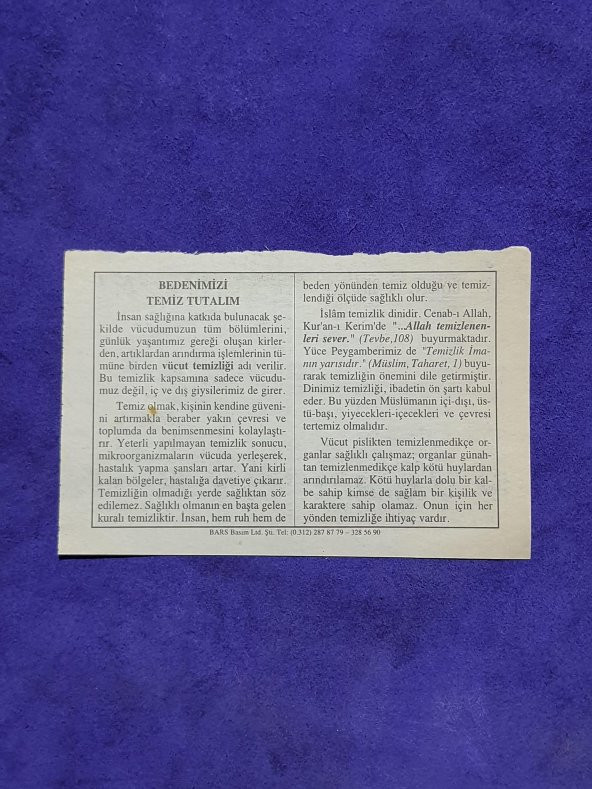 BEDENİMİZİ
TEMİZ TUTALIM
İnsan sağlığına katkıda bulunacak şe-
kilde vücudumuzun tüm bölümlerini,
günlük yaşantımız gereği oluşan kirler-
den, artıklardan arındırma işlemlerinin tü-
müne birden vücut temizliği adı verilir.
Bu temizlik kapsamına sadece vücudu-
muz değil, iç ve dış giysilerimiz de girer.
Temiz olmak, kişinin kendine güveni-
ni artırmakla beraber yakın çevresi ve
toplumda da benimsenmesini kolaylaştı-
rır. Yeterli yapılmayan temizlik sonucu,
mikroorganizmaların vücuda yerleşerek,
hastalık yapma şansları artar. Yani kirli
kalan bölgeler, hastalığa davetiye çıkarır.
Temizliğin olmadığı yerde sağlıktan söz
edilemez. Sağlıklı olmanın en başta gelen
kuralı temizliktir. İnsan, hem ruh hem de
beden yönünden temiz olduğu ve temiz-
lendiği ölçüde sağlıklı olur.
İslâm temizlik dinidir. Cenab-ı Allah,
Kur'an-ı Kerim'de "...Allah temizlenen-
leri sever." (Tevbe,108) buyurmaktadır.
Yüce Peygamberimiz de "Temizlik İma-
nın yarısıdır." (Müslim, Taharet, 1) buyu-
rarak temizliğin önemini dile getirmiştir.
Dinimiz temizliği, ibadetin ön şartı kabul
eder. Bu yüzden Müslümanın içi-dışı, üs-
tü-başı, yiyecekleri-içecekleri ve çevresi
tertemiz olmalıdır.
Vücut pislikten temizlenmedikçe or-
ganlar sağlıklı çalışmaz; organlar günah-
tan temizlenmedikçe kalp kötü huylardan
arındırılamaz. Kötü huylarla dolu bir kal-
be sahip kimse de sağlam bir kişilik ve
karaktere sahip olamaz. Onun için her
yönden temizliğe ihtiyaç vardır.
BARS Basım Ltd. Şti. Tel: (0.312) 287 87 79 – 328 56 90